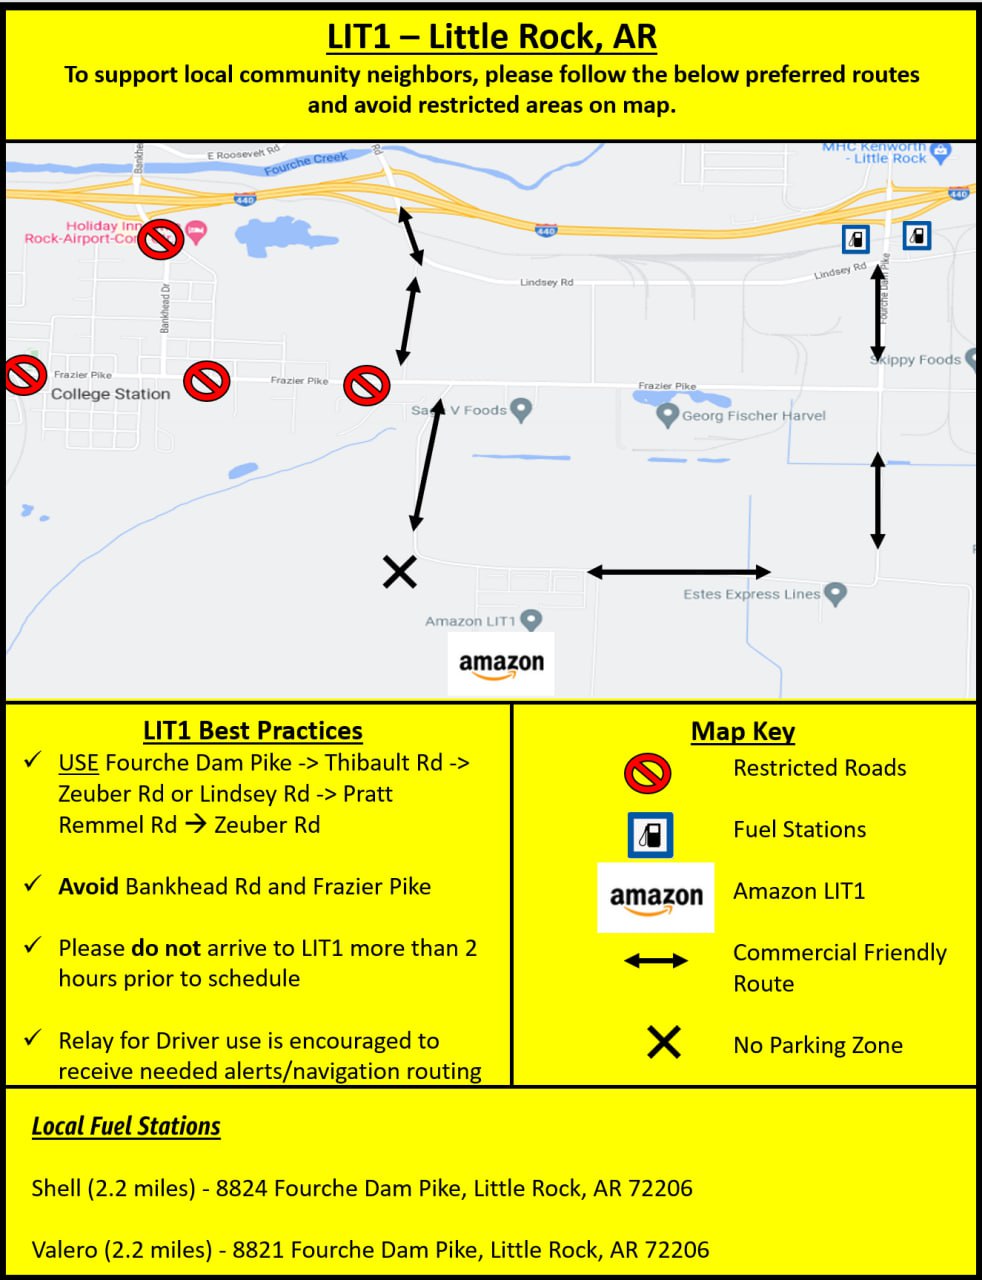 LIT1 – Little Rock, AR
To support local community neighbors, please follow the below preferred routes
and avoid restricted areas on map.
E Roosevelt Rd
Rd
Fourche Creek
MHC Kenworth
- Little Rock
440
440
440
Holiday Inn
Rock-Airport-Con
Lindsey Rd
Lindsey Rd
Fourche Dam Pike
Bankhead Dr
Skippy Foods
Frazier Pike
Frazier Pike
Frazier Pike
College Station
V Foods
Georg Fischer Harvel
Estes Express Lines
Amazon LIT1
amazon
LIT1 Best Practices
✓ USE Fourche Dam Pike -> Thibault Rd ->
Zeuber Rd or Lindsey Rd -> Pratt
Remmel Rd → Zeuber Rd
✓ Avoid Bankhead Rd and Frazier Pike
✓ Please do not arrive to LIT1 more than 2
hours prior to schedule
✓ Relay for Driver use is encouraged to
receive needed alerts/navigation routing
Map Key
Restricted Roads
Fuel Stations
amazon
Amazon LIT1
Commercial Friendly
Route
No Parking Zone
Local Fuel Stations
Shell (2.2 miles) - 8824 Fourche Dam Pike, Little Rock, AR 72206
Valero (2.2 miles) - 8821 Fourche Dam Pike, Little Rock, AR 72206